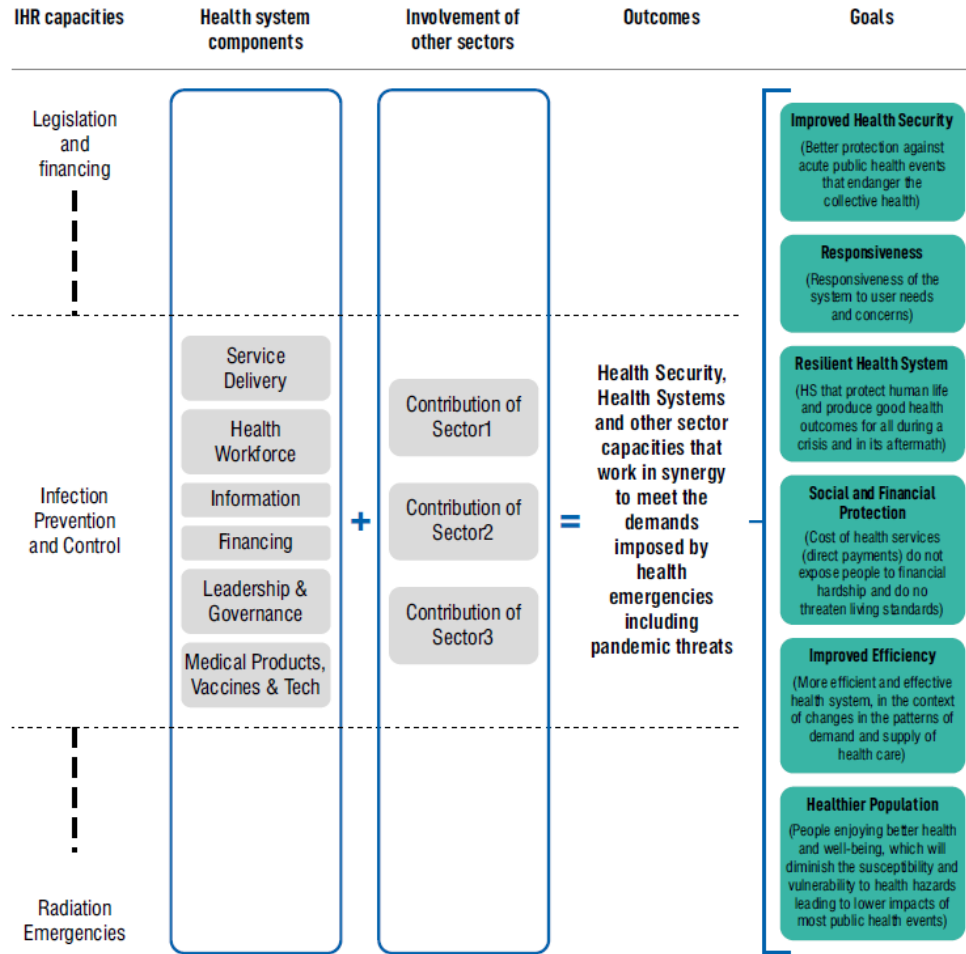 IHR capacities
Health system
components
Involvement of
other sectors
Outcomes
Goals
Legislation
and
financing
Infection
Prevention
and Control
Radiation
Emergencies
Service
Delivery
Health
Workforce
Information
Financing
Leadership &
Governance
Medical Products,
Vaccines & Tech
+
Contribution of
Sector1
Contribution of
Sector2
Contribution of
Sector3
=
Health Security,
Health Systems
and other sector
capacities that
work in synergy
to meet the
demands
imposed by
health
emergencies
including
pandemic threats
Improved Health Security
(Better protection against
acute public health events
that endanger the
collective health)
Responsiveness
(Responsiveness of the
system to user needs
and concerns)
Resilient Health System
(HS that protect human life
and produce good health
outcomes for all during a
crisis and in its aftermath)
Social and Financial
Protection
(Cost of health services
(direct payments) do not
expose people to financial
hardship and do no
threaten living standards)
Improved Efficiency
(More efficient and effective
health system, in the context
of changes in the patterns of
demand and supply of
health care)
Healthier Population
(People enjoying better health
and well-being, which will
diminish the susceptibility and
vulnerability to health hazards
leading to lower impacts of
most public health events)